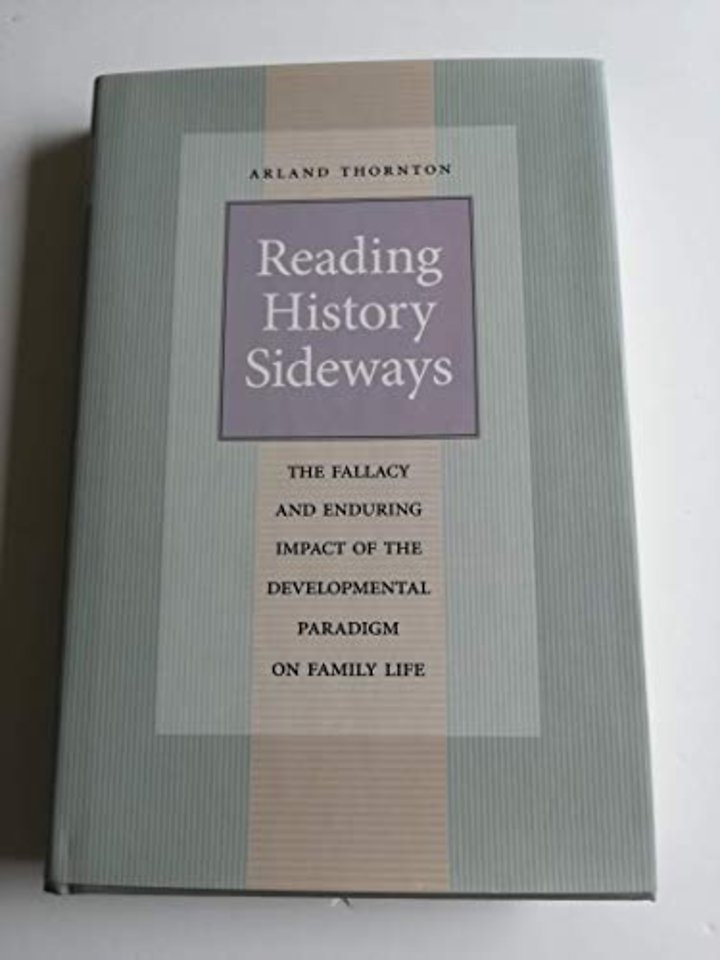 ARLAND THORNTON
Reading
History
Sideways
THE FALLACY
AND ENDURING
IMPACT OF THE
DEVELOPMENTAL
PARADIGM
ON FAMILY LIFE